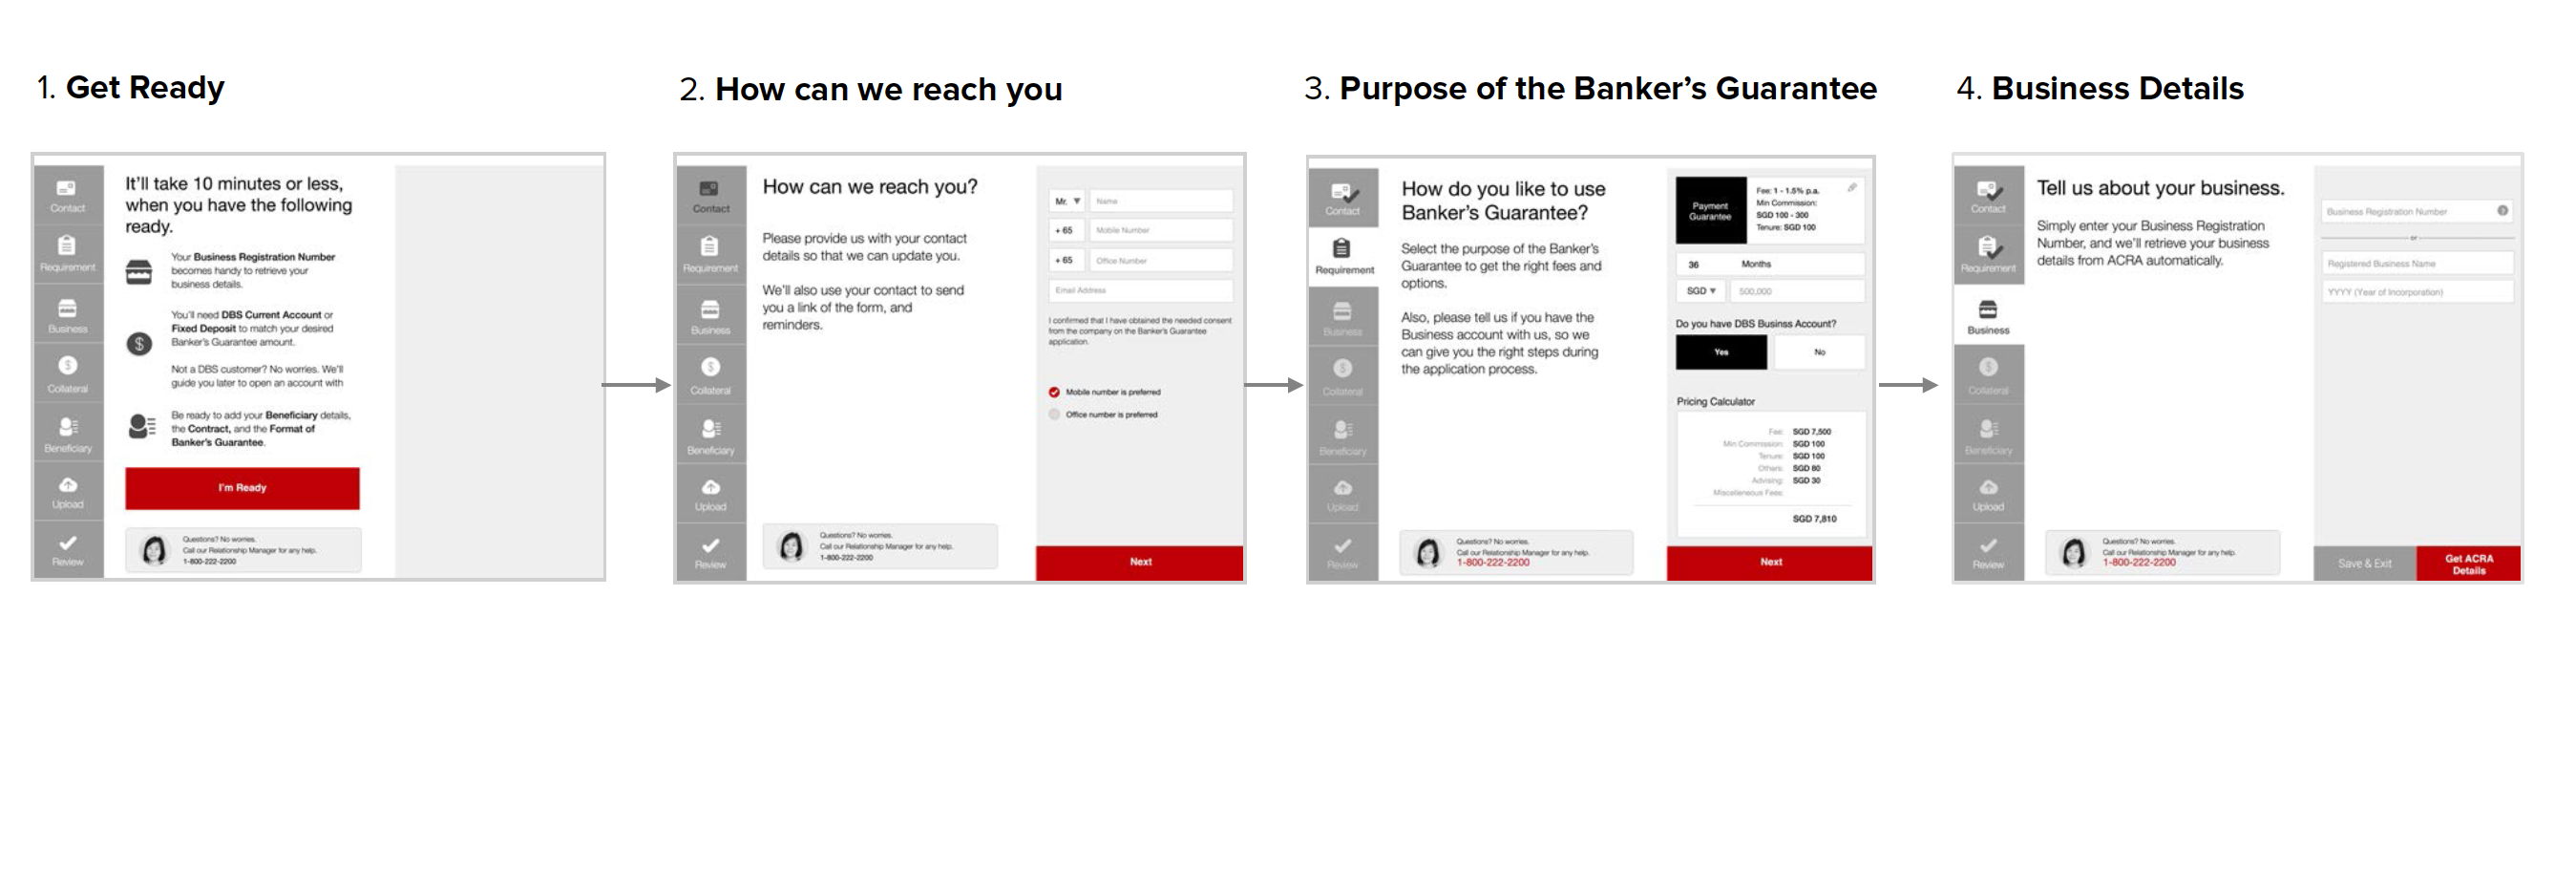 1. Get Ready
Contact
Requirement
Business
Collateral
Beneficiary
Upload
Review
It'll take 10 minutes or less,
when you have the following
ready.
Your Business Registration Number
becomes handy to retrieve your
business details.
You'll need DBS Current Account or
Fixed Deposit to match your desired
Banker's Guarantee amount.
Not a DBS customer? No worries. We'll
guide you later to open an account with
Be ready to add your Beneficiary details,
the Contract, and the Format of
Banker's Guarantee.
I'm Ready
Questions? No worries.
Call our Relationship Manager for any help.
1-800-222-2200
2. How can we reach you
Contact
Requirement
Business
Collateral
Beneficiary
Upload
Review
How can we reach you?
Please provide us with your contact
details so that we can update you.
We'll also use your contact to send
you a link of the form, and
reminders.
Questions? No worries.
Call our Relationship Manager for any help.
1-800-222-2200
Mr. Name
+ 65 Mobile Number
+ 65 Office Number
Email Address
I confirmed that I have obtained the needed consent
from the company on the Banker's Guarantee
application.
Mobile number is preferred
Office number is preferred
Next
3. Purpose of the Banker's Guarantee
Contact
Requirement
Business
Collateral
Beneficiary
Upload
Review
How do you like to use
Banker's Guarantee?
Select the purpose of the Banker's
Guarantee to get the right fees and
options.
Also, please tell us if you have the
Business account with us, so we
can give you the right steps during
the application process.
Questions? No worries.
Call our Relationship Manager for any help.
1-800-222-2200
Payment
Guarantee
Fee: 1 - 1.5% p.a.
Min Commission:
SGD 100 - 300
Tenure: SGD 100
36 Months
SGD 500,000
Do you have DBS Businss Account?
Yes No
Pricing Calculator
Fee: SGD 7,500
Min Commission: SGD 100
Tenure: SGD 100
Others: SGD 80
Advising: SGD 30
Miscellaneous Fees:
SGD 7,810
Next
4. Business Details
Contact
Requirement
Business
Collateral
Beneficiary
Upload
Review
Tell us about your business.
Simply enter your Business Registration
Number, and we'll retrieve your business
details from ACRA automatically.
Questions? No worries.
Call our Relationship Manager for any help.
1-800-222-2200
Business Registration Number ?
or
Registered Business Name
YYYY (Year of Incorporation)
Save & Exit
Get ACRA
Details